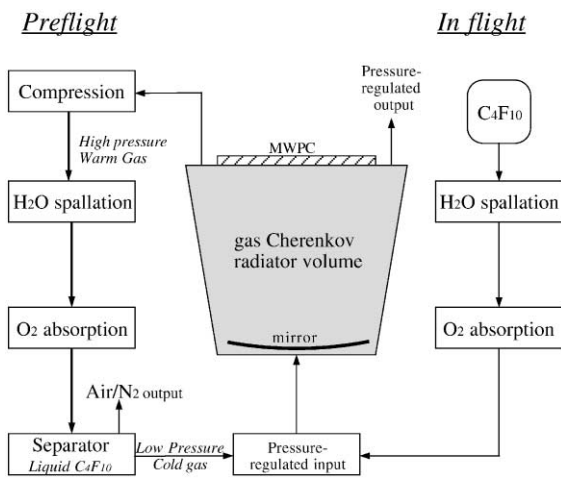 Preflight
In flight
Compression
High pressure
Warm Gas
H2O spallation
O2 absorption
Air/N2 output
Separator
Liquid C4F10
Low Pressure
Cold gas
Pressure-
regulated input
MWPC
gas Cherenkov
radiator volume
mirror
Pressure-
regulated
output
C4F10
H2O spallation
O2 absorption